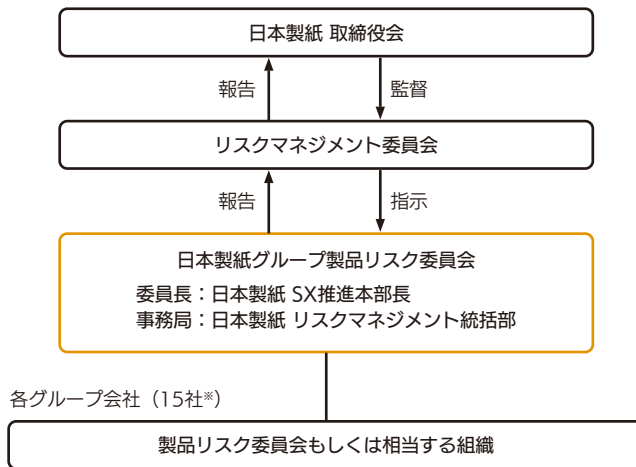 日本製紙 取締役会
報告
監督
リスクマネジメント委員会
報告
指示
日本製紙グループ製品リスク委員会
委員長：日本製紙 SX推進本部長
事務局：日本製紙 リスクマネジメント統括部
各グループ会社（15社※）
製品リスク委員会もしくは相当する組織